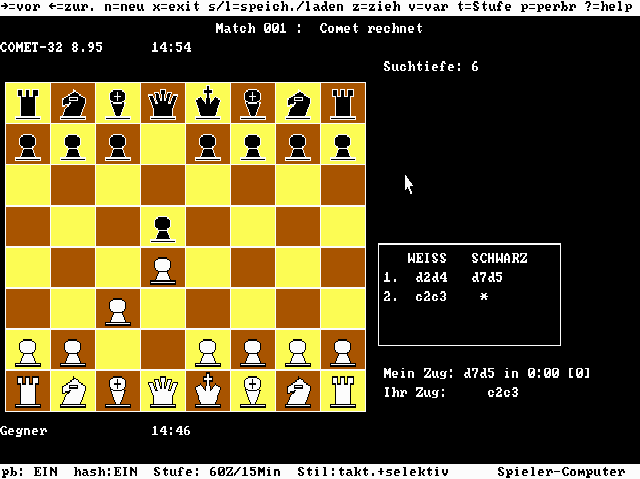 →=vor ←=zur. n=neu x=exit s/l=speich./laden z=zieh v=var t=Stufe p=perbr ?=help
Match 001 : Comet rechnet
COMET-32 8.95 14:54
Suchtiefe: 6
WEISS SCHWARZ
1. d2d4 d7d5
2. c2c3 *
Mein Zug: d7d5 in 0:00 [0]
Ihr Zug: c2c3
Gegner 14:46
pb: EIN hash:EIN Stufe: 60Z/15Min Stil:takt.+selektiv Spieler-Computer